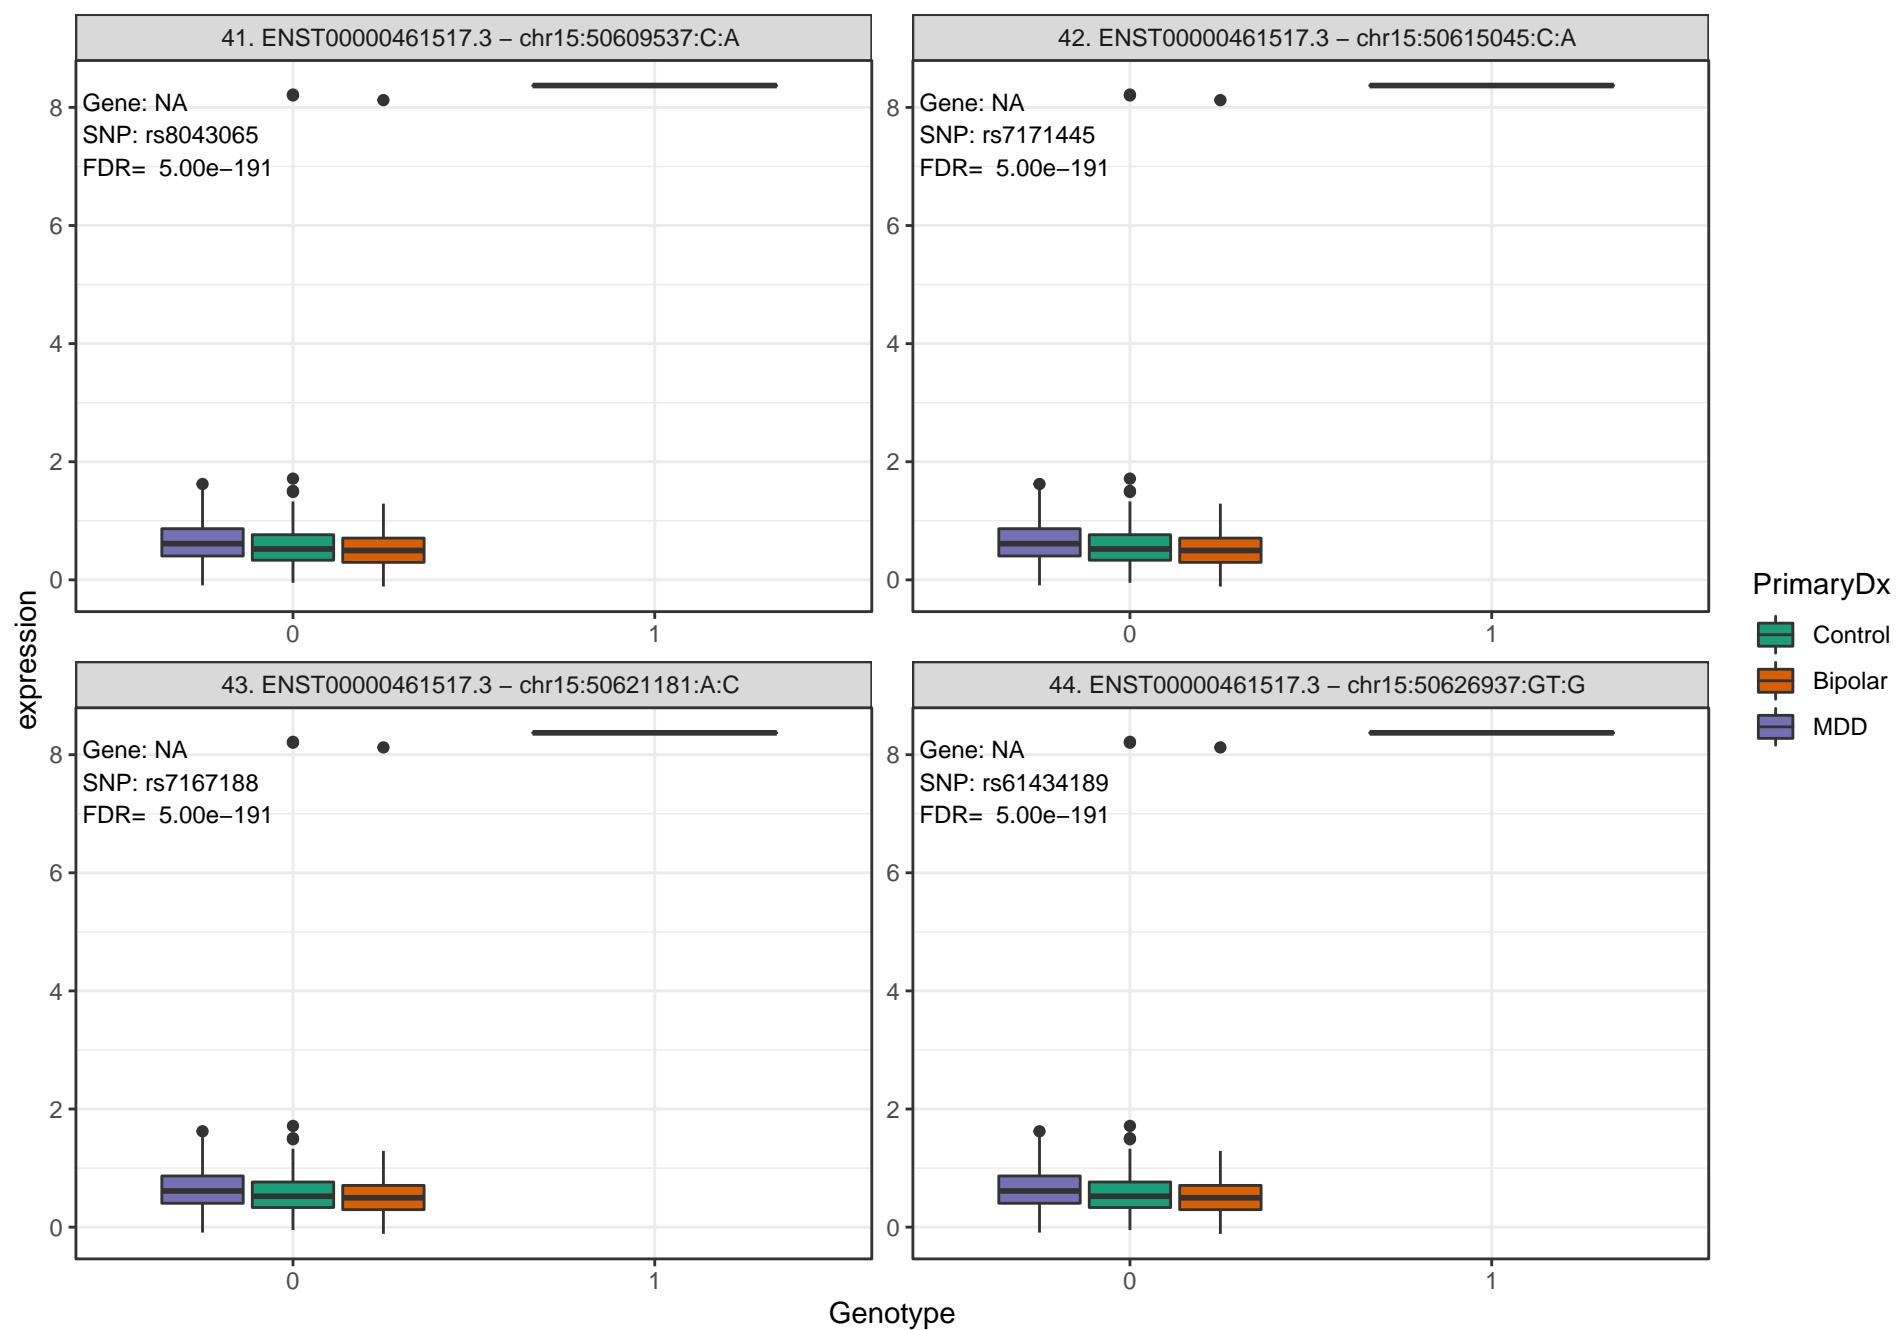 41. ENST00000461517.3 − chr15:50609537:C:A
Gene: NA
SNP: rs8043065
FDR= 5.00e−191
8
6
4
2
0
0
1
42. ENST00000461517.3 − chr15:50615045:C:A
Gene: NA
SNP: rs7171445
FDR= 5.00e−191
8
6
4
2
0
0
1
43. ENST00000461517.3 − chr15:50621181:A:C
Gene: NA
SNP: rs7167188
FDR= 5.00e−191
8
6
4
2
0
0
1
44. ENST00000461517.3 − chr15:50626937:GT:G
Gene: NA
SNP: rs61434189
FDR= 5.00e−191
8
6
4
2
0
0
1
expression
Genotype
PrimaryDx
Control
Bipolar
MDD